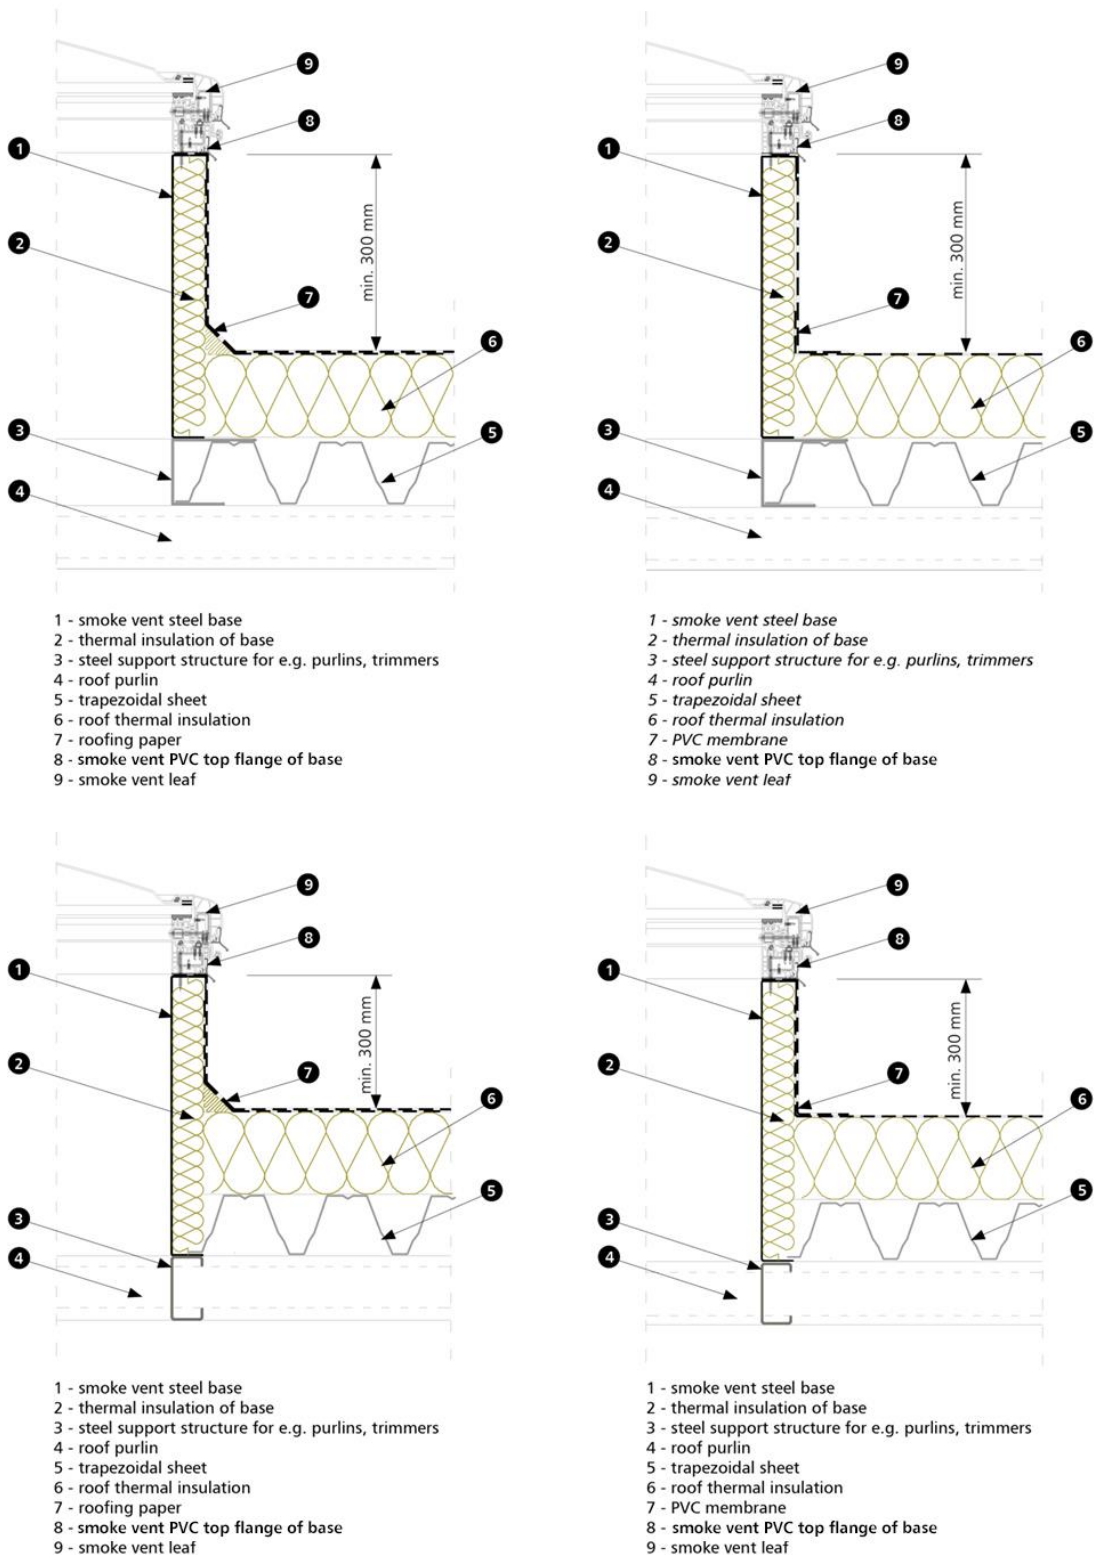 9
9
8
8
1
1
min. 300 mm
min. 300 mm
2
2
7
7
6
6
3
3
5
5
4
4
1 - smoke vent steel base
2 - thermal insulation of base
3 - steel support structure for e.g. purlins, trimmers
4 - roof purlin
5 - trapezoidal sheet
6 - roof thermal insulation
7 - roofing paper
8 - smoke vent PVC top flange of base
9 - smoke vent leaf
1 - smoke vent steel base
2 - thermal insulation of base
3 - steel support structure for e.g. purlins, trimmers
4 - roof purlin
5 - trapezoidal sheet
6 - roof thermal insulation
7 - PVC membrane
8 - smoke vent PVC top flange of base
9 - smoke vent leaf
9
9
8
8
1
1
min. 300 mm
min. 300 mm
2
2
7
7
6
6
5
5
3
3
4
4
1 - smoke vent steel base
2 - thermal insulation of base
3 - steel support structure for e.g. purlins, trimmers
4 - roof purlin
5 - trapezoidal sheet
6 - roof thermal insulation
7 - roofing paper
8 - smoke vent PVC top flange of base
9 - smoke vent leaf
1 - smoke vent steel base
2 - thermal insulation of base
3 - steel support structure for e.g. purlins, trimmers
4 - roof purlin
5 - trapezoidal sheet
6 - roof thermal insulation
7 - PVC membrane
8 - smoke vent PVC top flange of base
9 - smoke vent leaf